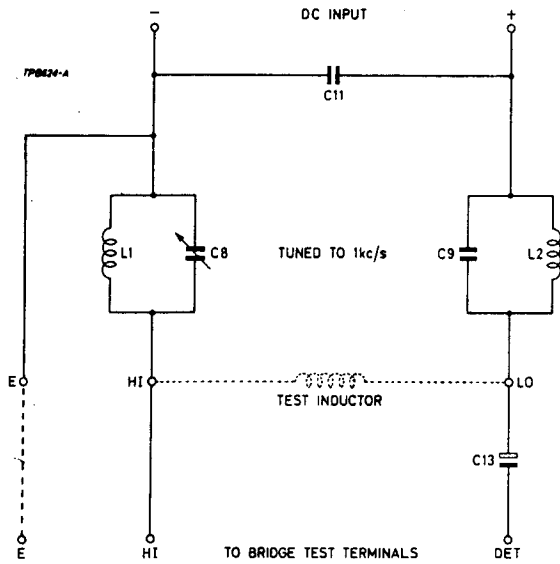 − DC INPUT +
TPB624-A
C11
L1
C8
TUNED TO 1kc/s
C9
L2
E
HI
LO
TEST INDUCTOR
C13
E
HI
TO BRIDGE TEST TERMINALS
DET